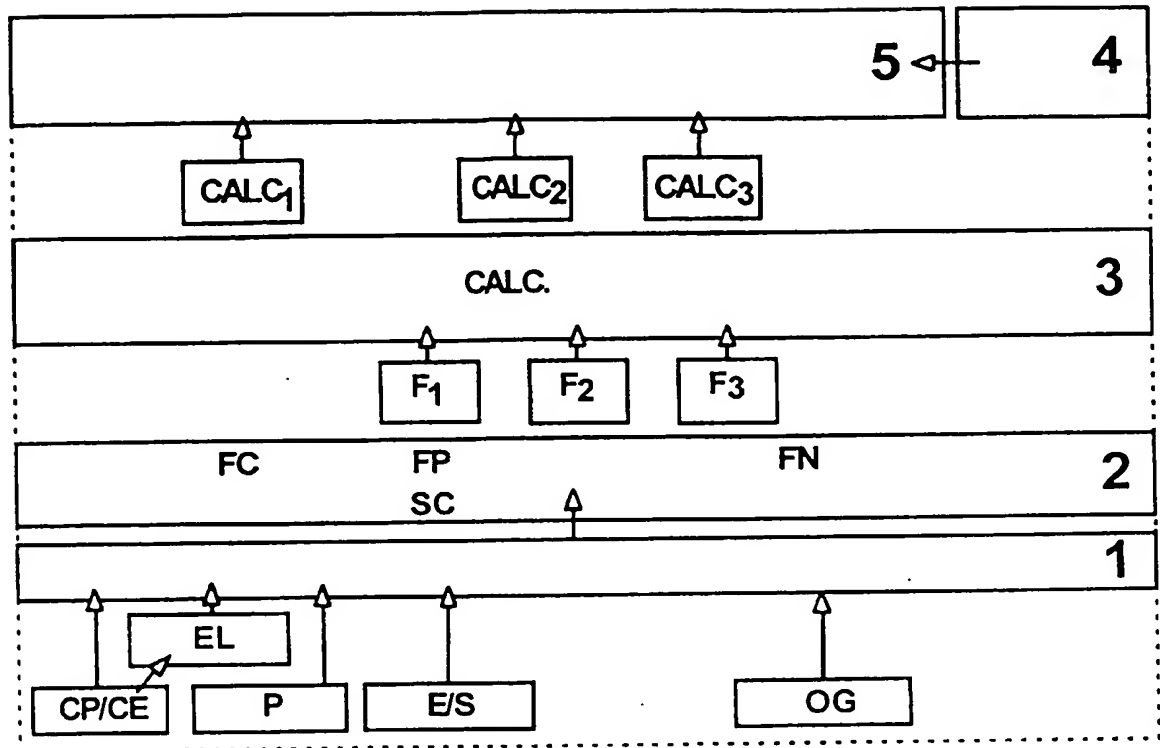 5 4
CALC1 CALC2 CALC3
CALC. 3
F1 F2 F3
FC FP FN 2
SC
1
EL
CP/CE P E/S OG